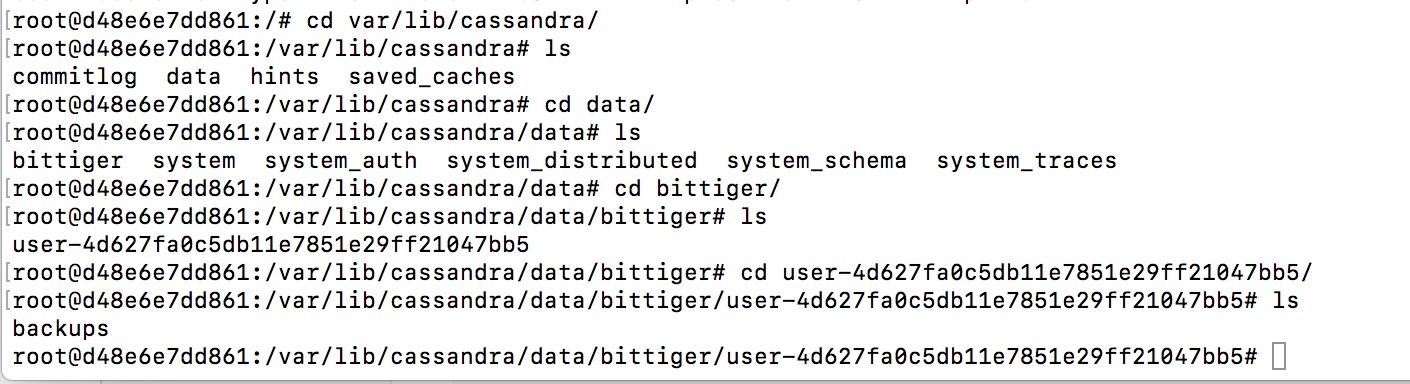 [root@d48e6e7dd861:/# cd var/lib/cassandra/
[root@d48e6e7dd861:/var/lib/cassandra# ls
commitlog  data  hints  saved_caches
[root@d48e6e7dd861:/var/lib/cassandra# cd data/
[root@d48e6e7dd861:/var/lib/cassandra/data# ls
bittiger  system  system_auth  system_distributed  system_schema  system_traces
[root@d48e6e7dd861:/var/lib/cassandra/data# cd bittiger/
[root@d48e6e7dd861:/var/lib/cassandra/data/bittiger# ls
user-4d627fa0c5db11e7851e29ff21047bb5
[root@d48e6e7dd861:/var/lib/cassandra/data/bittiger# cd user-4d627fa0c5db11e7851e29ff21047bb5/
[root@d48e6e7dd861:/var/lib/cassandra/data/bittiger/user-4d627fa0c5db11e7851e29ff21047bb5# ls
backups
root@d48e6e7dd861:/var/lib/cassandra/data/bittiger/user-4d627fa0c5db11e7851e29ff21047bb5#